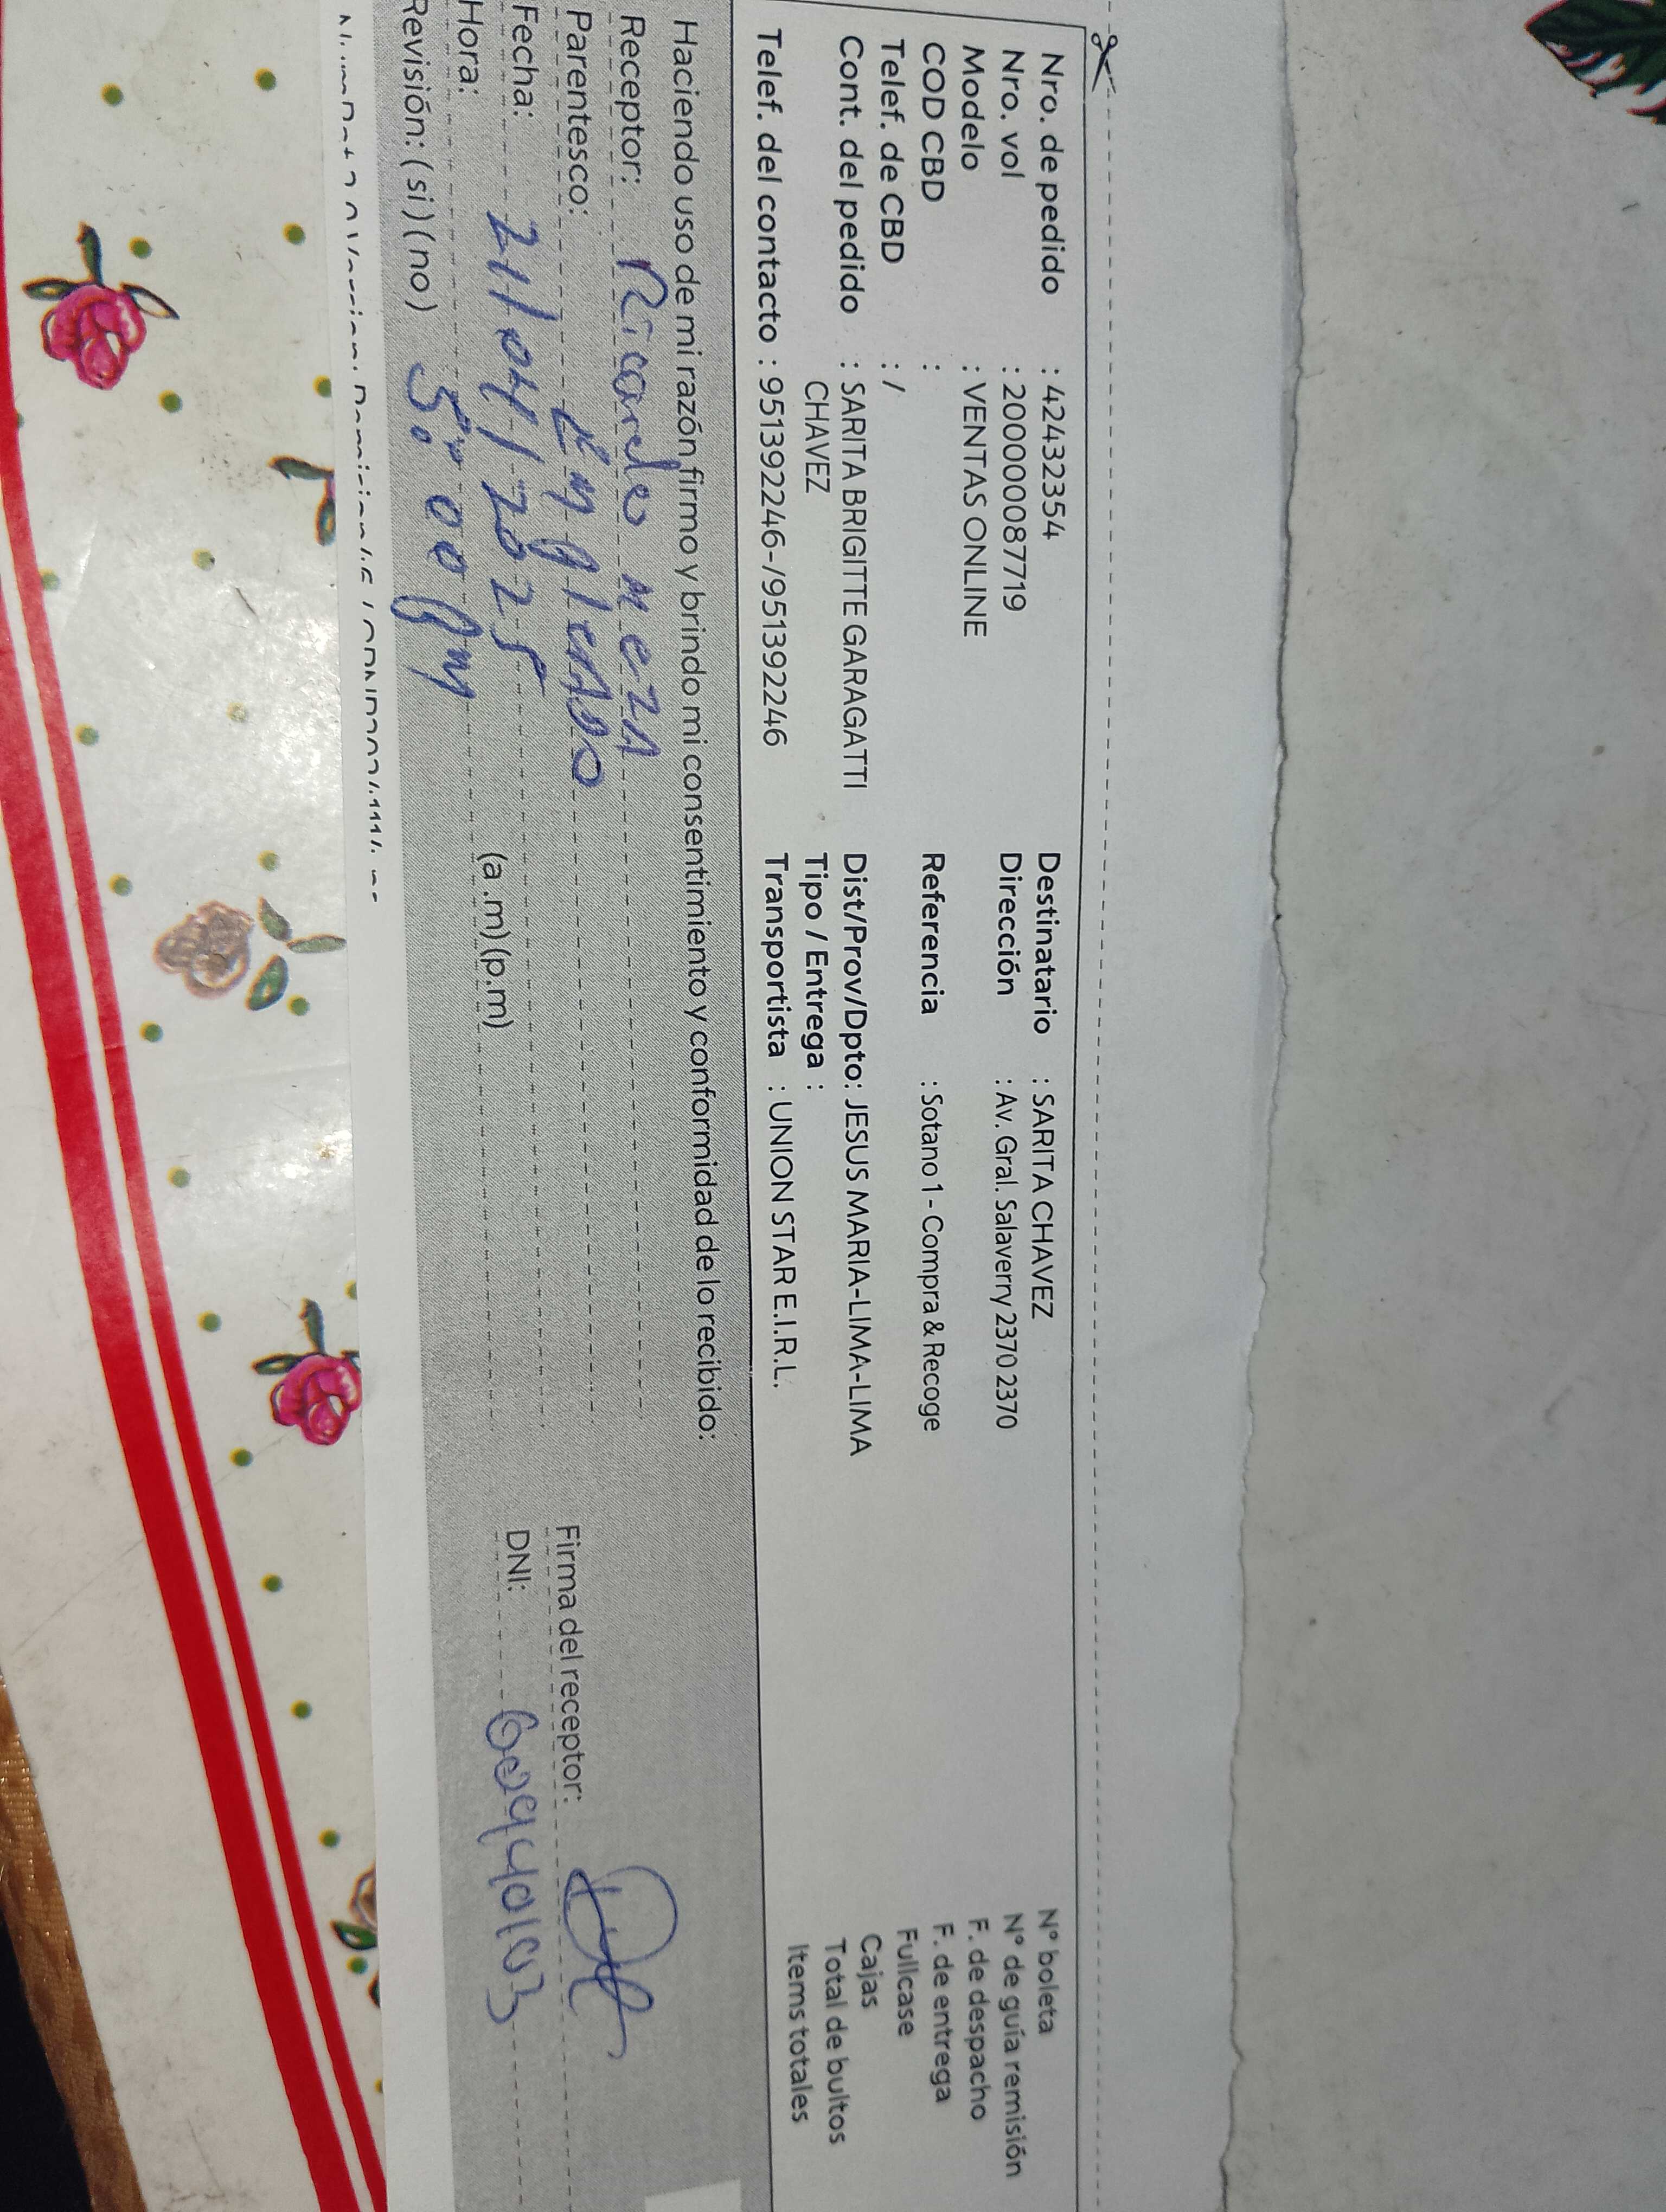 Nro. de pedido : 42432354
Nro. vol : 200000087719
Modelo : VENTAS ONLINE
COD CBD :
Telef. de CBD : /
Cont. del pedido : SARITA BRIGITTE GARAGATTI
CHAVEZ
Telef. del contacto : 951392246-/951392246
Destinatario : SARITA CHAVEZ
Dirección : Av. Gral. Salaverry 2370 2370
Referencia : Sotano 1 - Compra & Recoge
Dist/Prov/Dpto: JESUS MARIA-LIMA-LIMA
Tipo / Entrega :
Transportista : UNION STAR E.I.R.L.
N° boleta
N° de guía remisión
F. de despacho
F. de entrega
Fullcase
Cajas
Total de bultos
Items totales
Haciendo uso de mi razón firmo y brindo mi consentimiento y conformidad de lo recibido:
Receptor: Ricardo meza
Parentesco: Empleado
Fecha: 21/04/2025
Hora: 3:00 pm (a.m) (p.m)
Revisión: (si) (no)
Firma del receptor:
DNI: 60940103